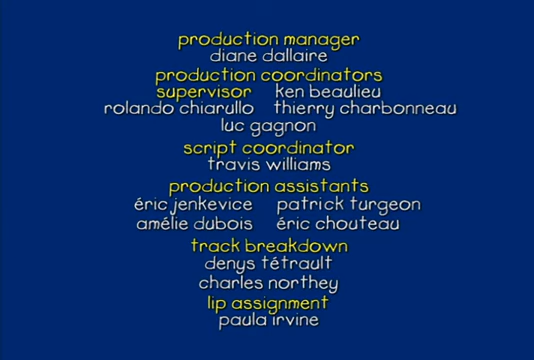 production manager
diane dallaire
production coordinators
supervisor ken beaulieu
rolando chiarullo thierry charbonneau
luc gagnon
script coordinator
travis williams
production assistants
éric jenkevice patrick turgeon
amélie dubois éric chouteau
track breakdown
denys tétrault
charles northey
lip assignment
paula irvine